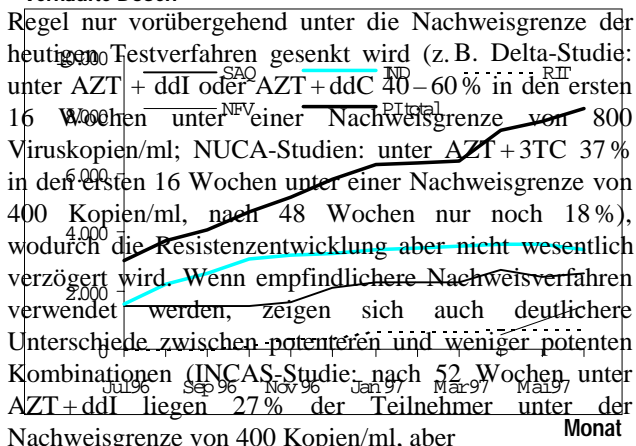 Regel nur vorübergehend unter die Nachweisgrenze der
heutigen Testverfahren gesenkt wird (z. B. Delta-Studie:
unter AZT + ddI oder AZT + ddC 40 – 60 % in den ersten
16 Wochen unter einer Nachweisgrenze von 800
Viruskopien/ml; NUCA-Studien: unter AZT + 3TC 37 %
in den ersten 16 Wochen unter einer Nachweisgrenze von
400 Kopien/ml, nach 48 Wochen nur noch 18 %),
wodurch die Resistenzentwicklung aber nicht wesentlich
verzögert wird. Wenn empfindlichere Nachweisverfahren
verwendet werden, zeigen sich auch deutlichere
Unterschiede zwischen potenteren und weniger potenten
Kombinationen (INCAS-Studie: nach 52 Wochen unter
AZT + ddI liegen 27 % der Teilnehmer unter der
Nachweisgrenze von 400 Kopien/ml, aber
10.000
8.000
6.000
4.000
2.000
0
SAQ
IND
RIT
NFV
PI total
Jul 96
Sep 96
Nov 96
Jan 97
Mär 97
Mai 97
Monat